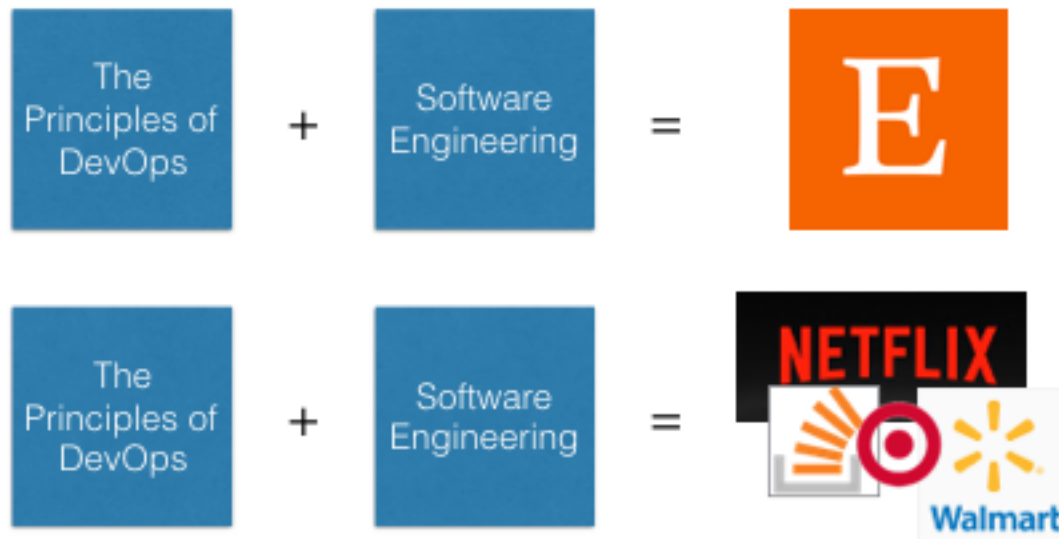 The
Principles of
DevOps
+
Software
Engineering
=
E
The
Principles of
DevOps
+
Software
Engineering
=
NETFLIX
Walmart